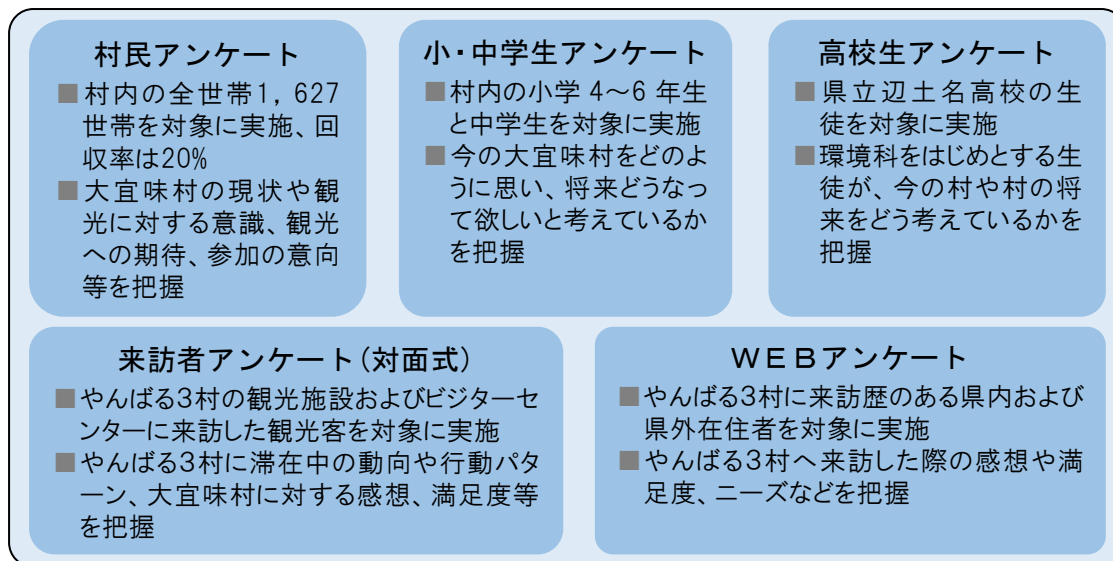 村民アンケート
■村内の全世帯1，627
世帯を対象に実施、回
収率は20%
■大宜味村の現状や観
光に対する意識、観光
への期待、参加の意向
等を把握
小・中学生アンケート
■村内の小学 4～6 年生
と中学生を対象に実施
■今の大宜味村をどのよ
うに思い、将来どうなっ
て欲しいと考えているか
を把握
高校生アンケート
■県立辺土名高校の生
徒を対象に実施
■環境科をはじめとする生
徒が、今の村や村の将
来をどう考えているかを
把握
来訪者アンケート（対面式）
■やんばる3村の観光施設およびビジターセ
ンターに来訪した観光客を対象に実施
■やんばる3村に滞在中の動向や行動パタ
ーン、大宜味村に対する感想、満足度等
を把握
ＷＥＢアンケート
■やんばる3村に来訪歴のある県内および
県外在住者を対象に実施
■やんばる3村へ来訪した際の感想や満
足度、ニーズなどを把握